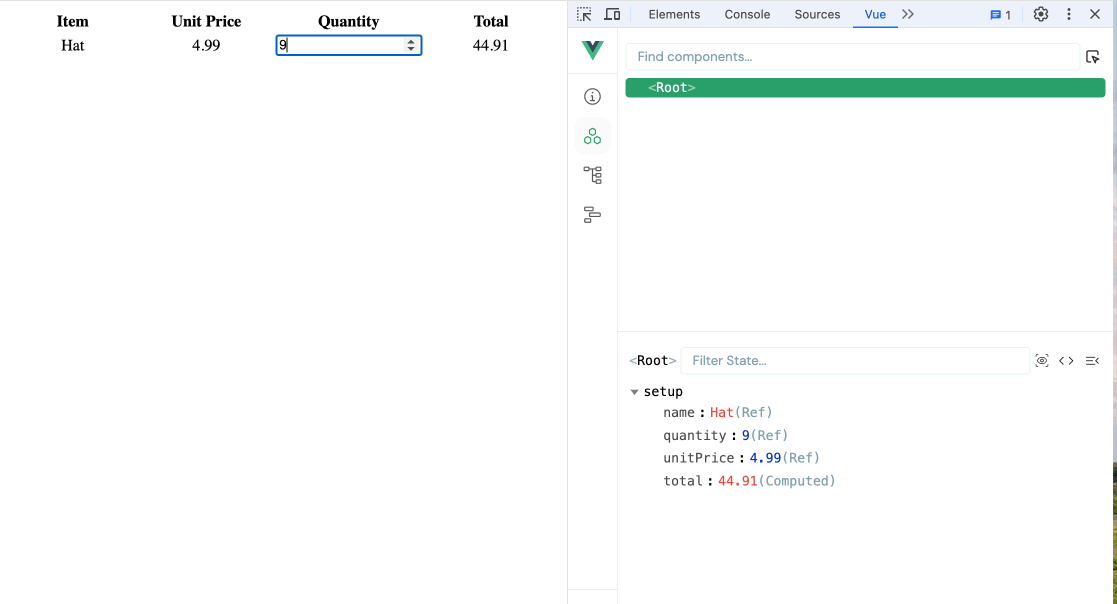 Item Unit Price Quantity Total
Hat 4.99 9 44.91
Elements Console Sources Vue 1
Find components...
<Root>
<Root> Filter State...
setup
name : Hat(Ref)
quantity : 9(Ref)
unitPrice : 4.99(Ref)
total : 44.91(Computed)